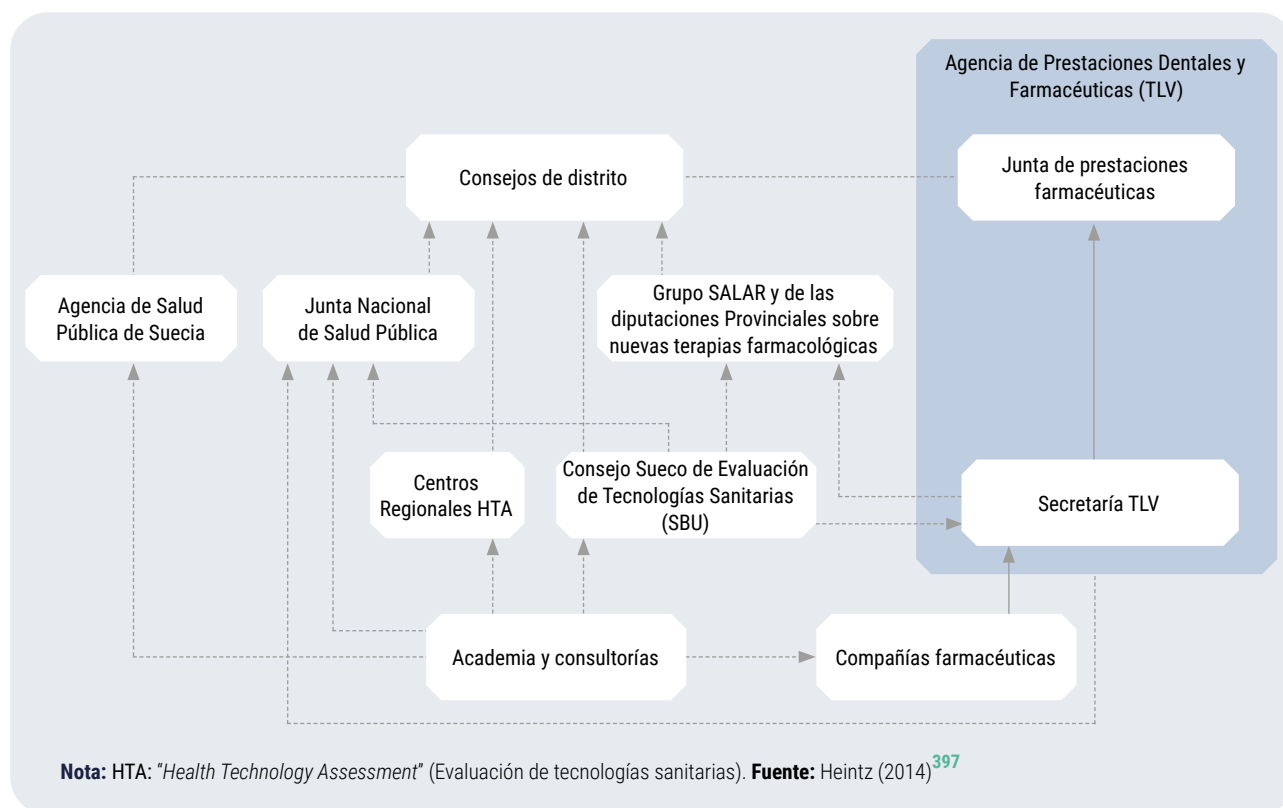 Agencia de Prestaciones Dentales y
Farmacéuticas (TLV)
Consejos de distrito
Junta de prestaciones
farmacéuticas
Agencia de Salud
Pública de Suecia
Junta Nacional
de Salud Pública
Grupo SALAR y de las
diputaciones Provinciales sobre
nuevas terapias farmacológicas
Centros
Regionales HTA
Consejo Sueco de Evaluación
de Tecnologías Sanitarias
(SBU)
Secretaría TLV
Academia y consultorías
Compañías farmacéuticas
Nota: HTA: “Health Technology Assessment” (Evaluación de tecnologías sanitarias). Fuente: Heintz (2014)397